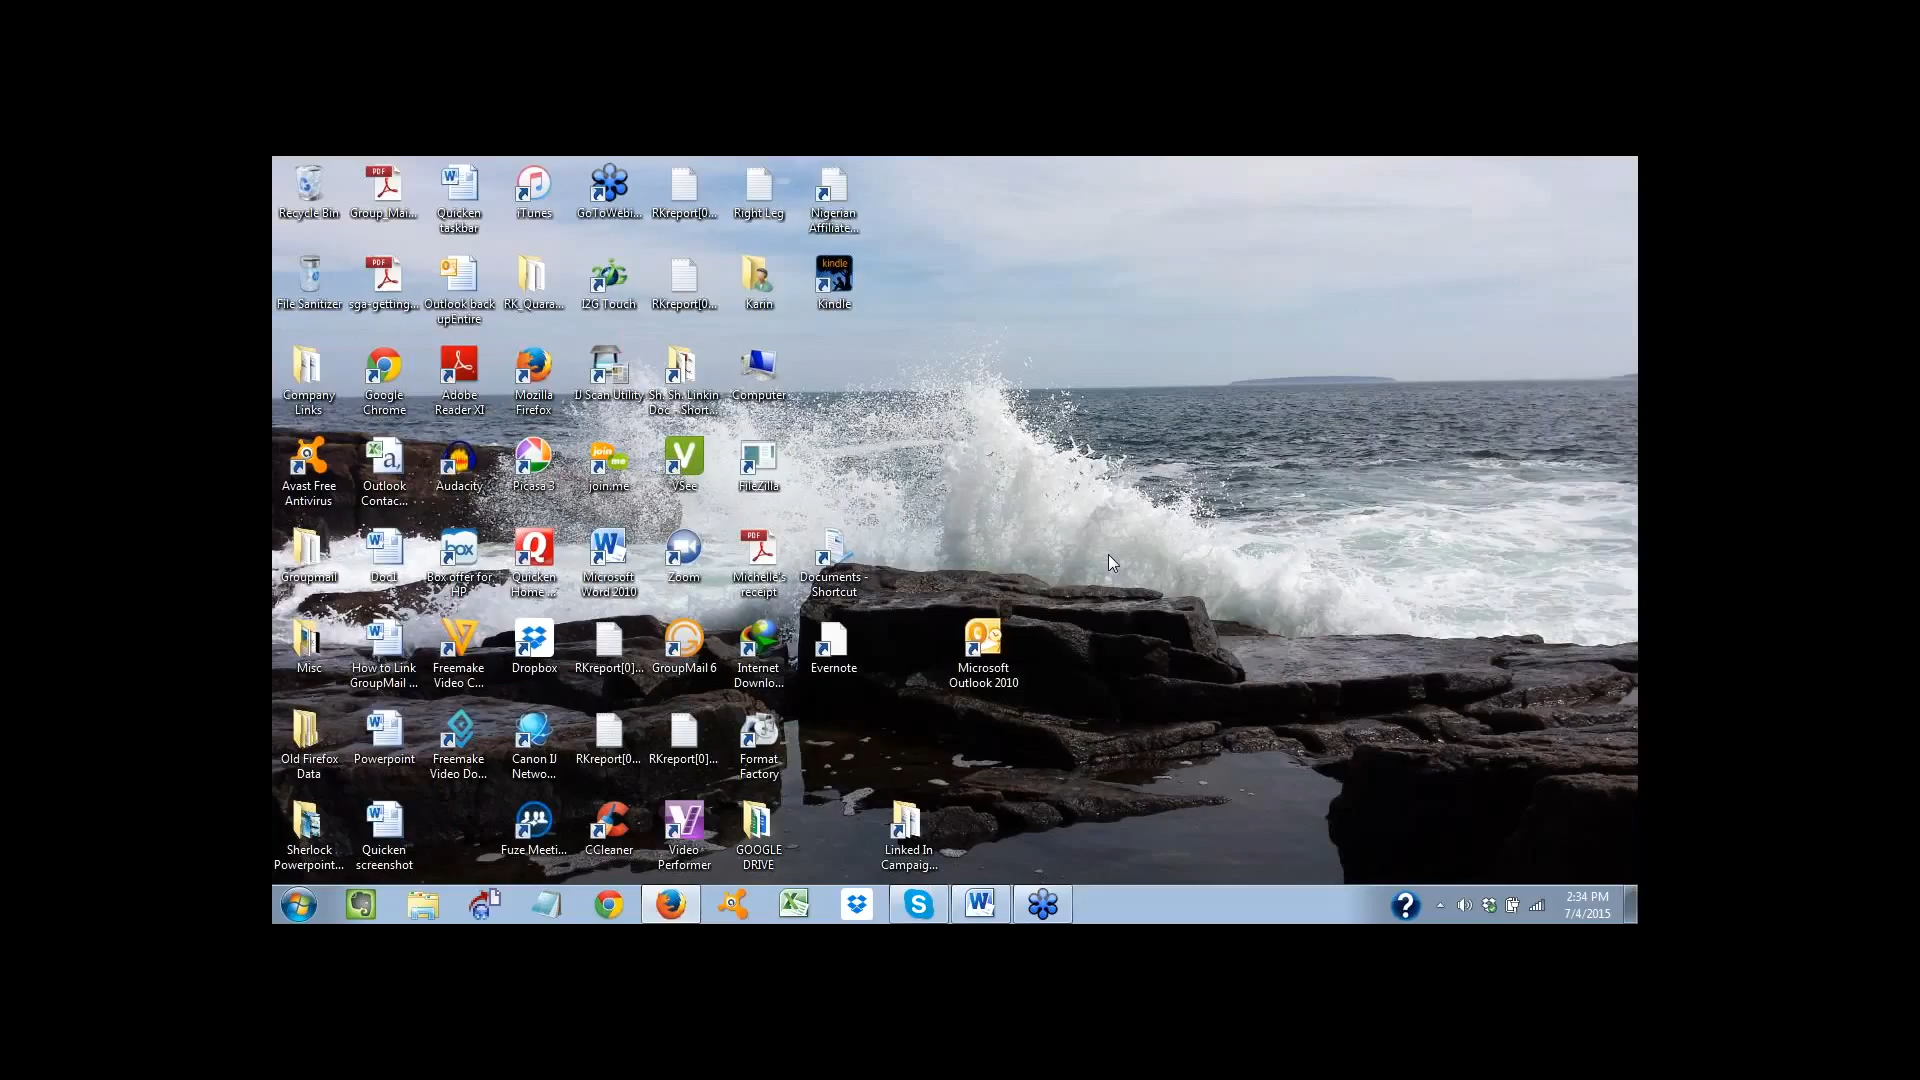 Recycle Bin
Group_Mai...
Quicken
taskbar
iTunes
GoToWebi...
RKreport[0...
Right Leg
Nigerian
Affiliate...
File Sanitizer
sga-getting...
Outlook back
upEntire
RK_Quara...
I2G Touch
RKreport[0...
Karin
kindle
Kindle
Company
Links
Google
Chrome
Adobe
Reader XI
Mozilla
Firefox
IJ Scan Utility
Sh. Sh. Linkin
Doc - Short...
Computer
Avast Free
Antivirus
Outlook
Contac...
Audacity
Picasa 3
join.me
VSee
FileZilla
Groupmail
Doc1
Box offer for
HP
Quicken
Home ...
Microsoft
Word 2010
Zoom
Michelle's
receipt
Documents -
Shortcut
Misc
How to Link
GroupMail ...
Freemake
Video C...
Dropbox
RKreport[0]...
GroupMail 6
Internet
Downlo...
Evernote
Microsoft
Outlook 2010
Old Firefox
Data
Powerpoint
Freemake
Video Do...
Canon IJ
Netwo...
RKreport[0...
RKreport[0]...
Format
Factory
Sherlock
Powerpoint...
Quicken
screenshot
Fuze Meeti...
CCleaner
Video
Performer
GOOGLE
DRIVE
Linked In
Campaig...
2:34 PM
7/4/2015